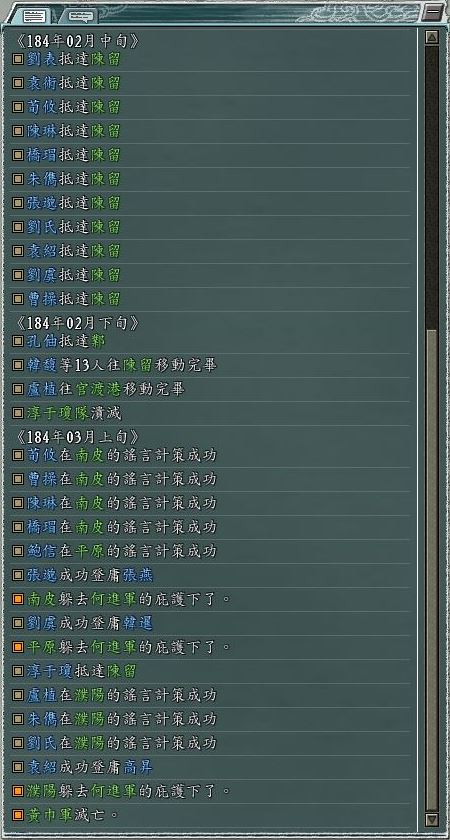 《184年02月中旬》
劉表抵達陳留
袁術抵達陳留
荀攸抵達陳留
陳琳抵達陳留
橋瑁抵達陳留
朱儁抵達陳留
張邈抵達陳留
劉氏抵達陳留
袁紹抵達陳留
劉虞抵達陳留
曹操抵達陳留
《184年02月下旬》
孔伷抵達鄴
韓馥等13人往陳留移動完畢
盧植往官渡港移動完畢
淳于瓊隊潰滅
《184年03月上旬》
荀攸在南皮的謠言計策成功
曹操在南皮的謠言計策成功
陳琳在南皮的謠言計策成功
橋瑁在南皮的謠言計策成功
鮑信在平原的謠言計策成功
張邈成功登庸張燕
南皮躲去何進軍的庇護下了。
劉虞成功登庸韓暹
平原躲去何進軍的庇護下了。
淳于瓊抵達陳留
盧植在濮陽的謠言計策成功
朱儁在濮陽的謠言計策成功
劉氏在濮陽的謠言計策成功
袁紹成功登庸高昇
濮陽躲去何進軍的庇護下了。
黃巾軍滅亡。